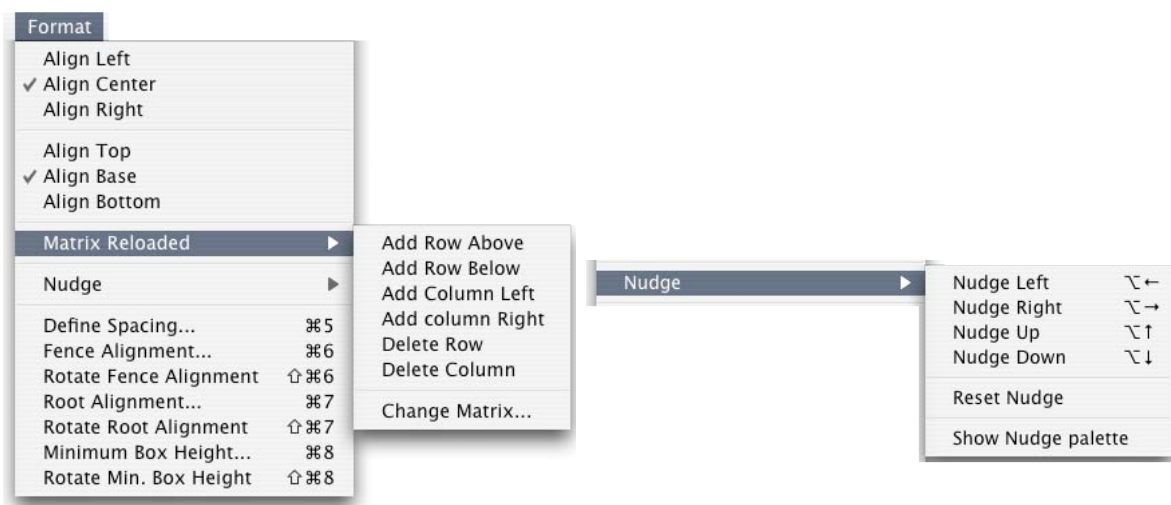 Format
Align Left
✓ Align Center
Align Right
Align Top
✓ Align Base
Align Bottom
Matrix Reloaded ▶
Nudge ▶
Define Spacing... ⌘5
Fence Alignment... ⌘6
Rotate Fence Alignment ⇧⌘6
Root Alignment... ⌘7
Rotate Root Alignment ⇧⌘7
Minimum Box Height... ⌘8
Rotate Min. Box Height ⇧⌘8
Add Row Above
Add Row Below
Add Column Left
Add column Right
Delete Row
Delete Column
Change Matrix...
Nudge ▶
Nudge Left ⌥←
Nudge Right ⌥→
Nudge Up ⌥↑
Nudge Down ⌥↓
Reset Nudge
Show Nudge palette